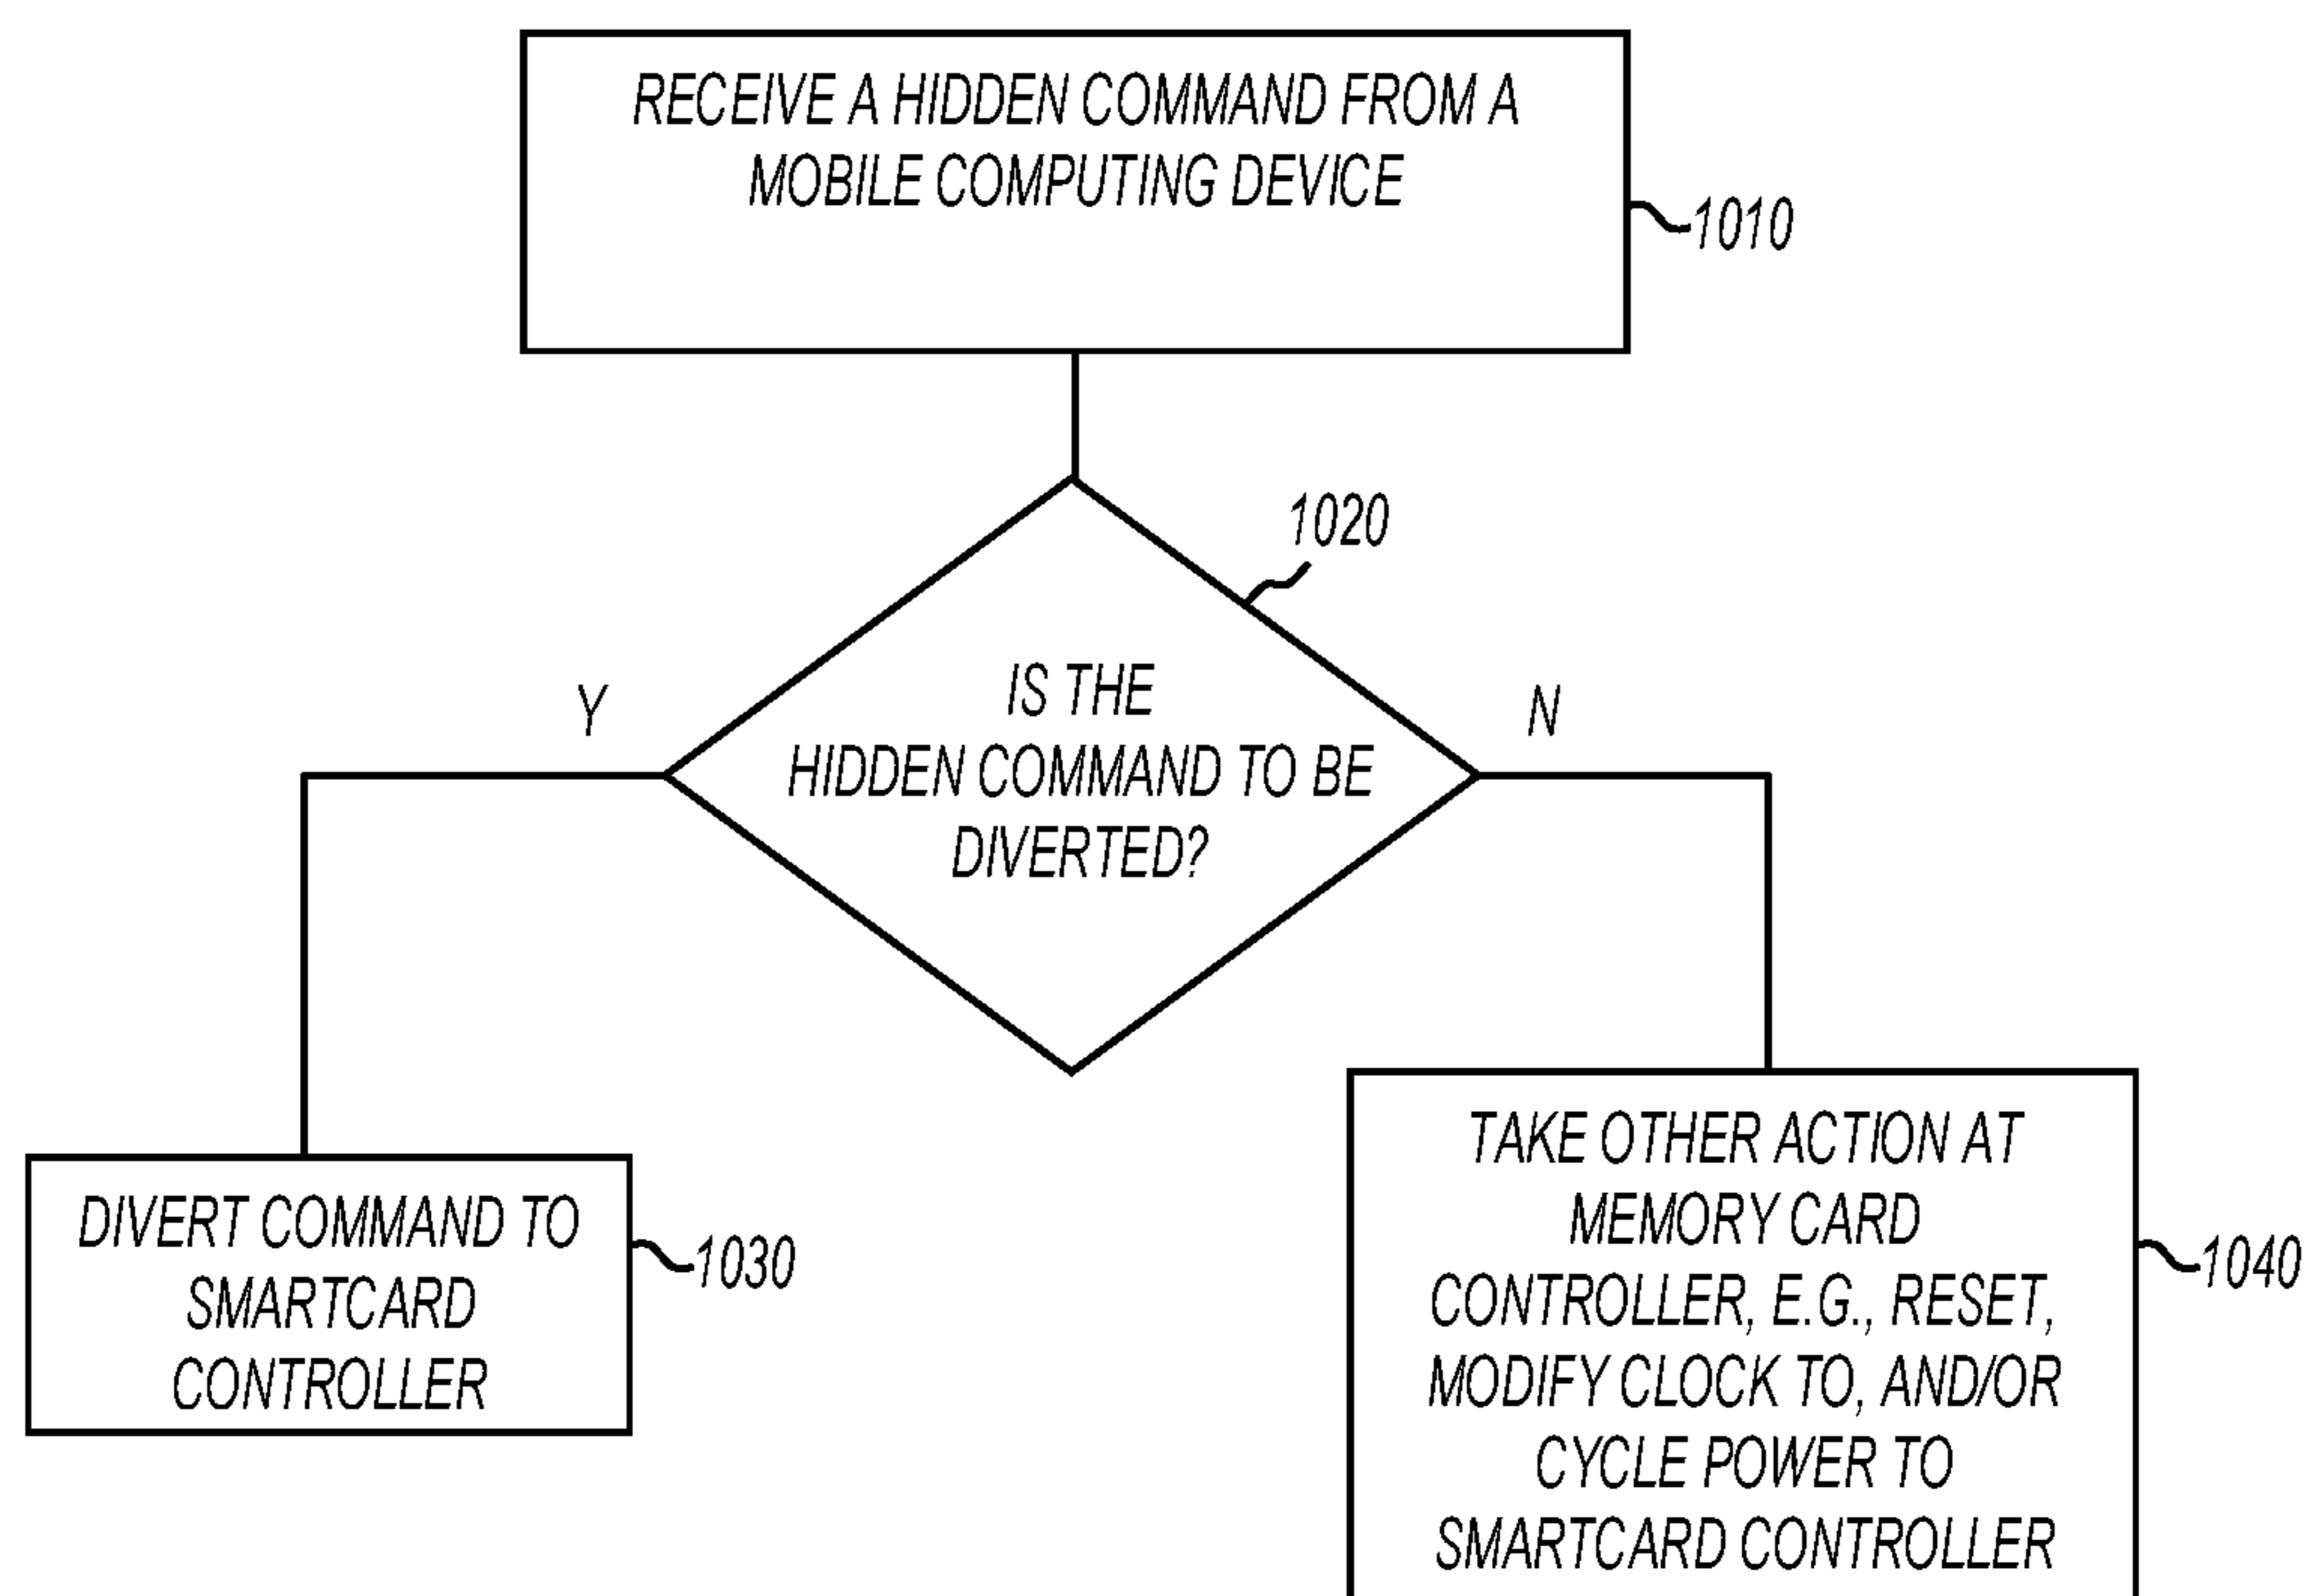 RECEIVE A HIDDEN COMMAND FROM A
MOBILE COMPUTING DEVICE
1010
1020
IS THE
HIDDEN COMMAND TO BE
DIVERTED?
Y
N
DIVERT COMMAND TO
SMARTCARD
CONTROLLER
1030
TAKE OTHER ACTION AT
MEMORY CARD
CONTROLLER, E.G., RESET,
MODIFY CLOCK TO, AND/OR
CYCLE POWER TO
SMARTCARD CONTROLLER
1040